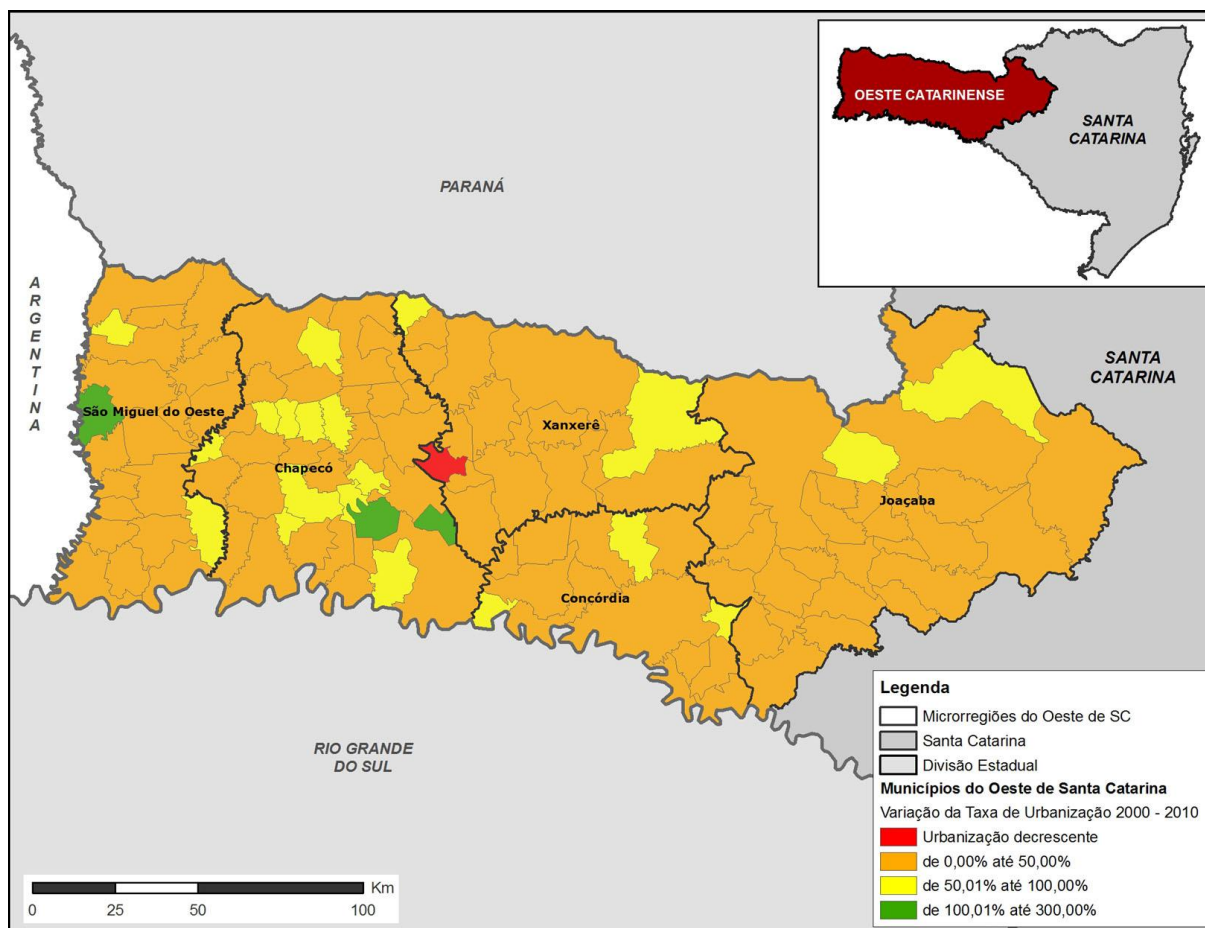 OESTE CATARINENSE
SANTA
CATARINA
PARANÁ
ARGENTINA
SANTA
CATARINA
São Miguel do Oeste
Xanxerê
Chapecó
Joaçaba
Concórdia
RIO GRANDE
DO SUL
Legenda
Microrregiões do Oeste de SC
Santa Catarina
Divisão Estadual
Municípios do Oeste de Santa Catarina
Variação da Taxa de Urbanização 2000 - 2010
Urbanização decrescente
de 0,00% até 50,00%
de 50,01% até 100,00%
de 100,01% até 300,00%
Km
0 25 50 100